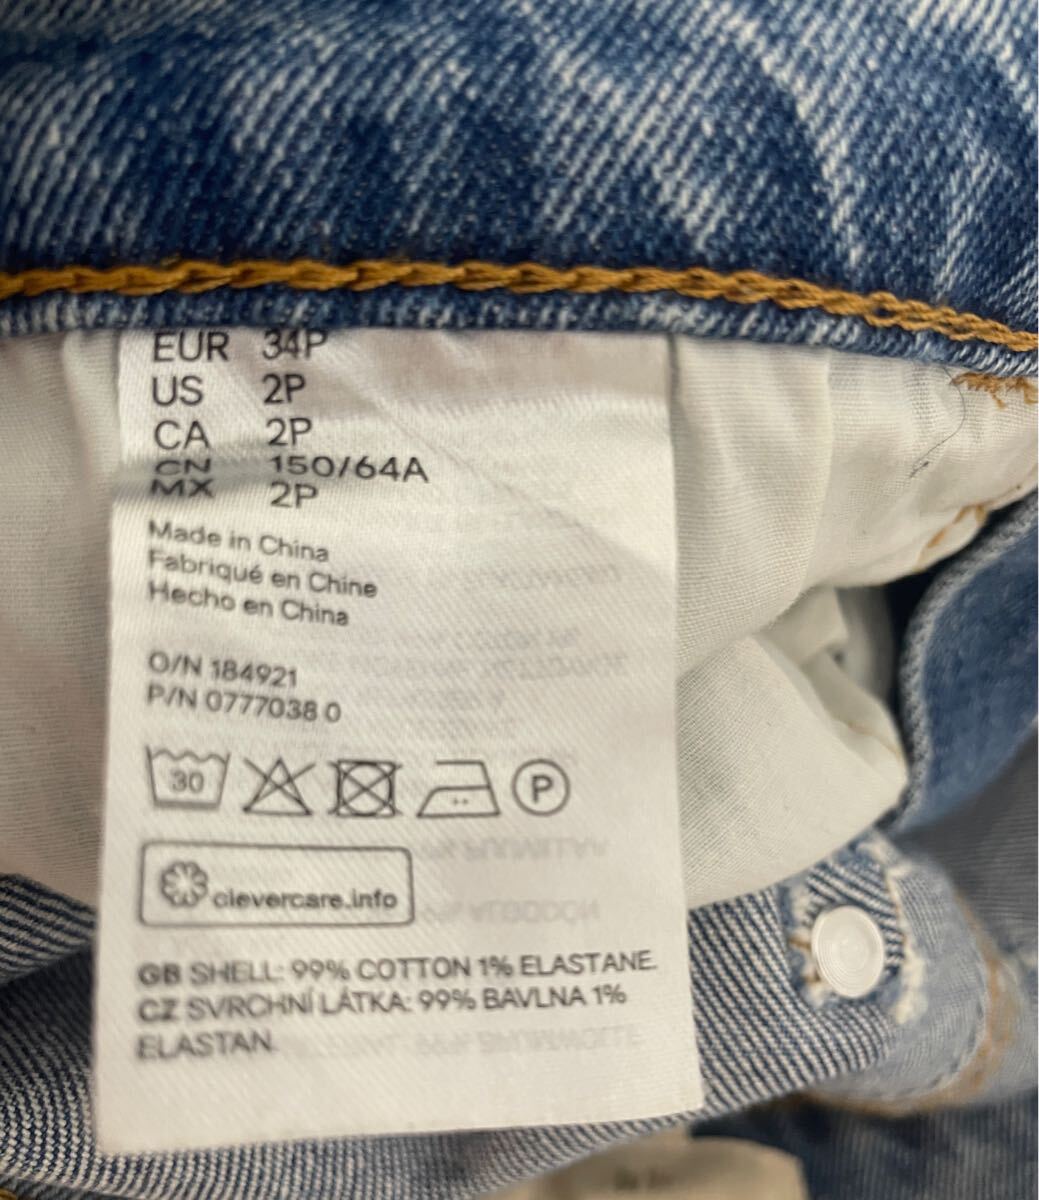 EUR 34P
US 2P
CA 2P
CN 150/64A
MX 2P
Made in China
Fabriqué en Chine
Hecho en China
O/N 184921
P/N 0777038 0
30 P
clevercare.info
GB SHELL: 99% COTTON 1% ELASTANE.
CZ SVRCHNÍ LÁTKA: 99% BAVLNA 1%
ELASTAN.